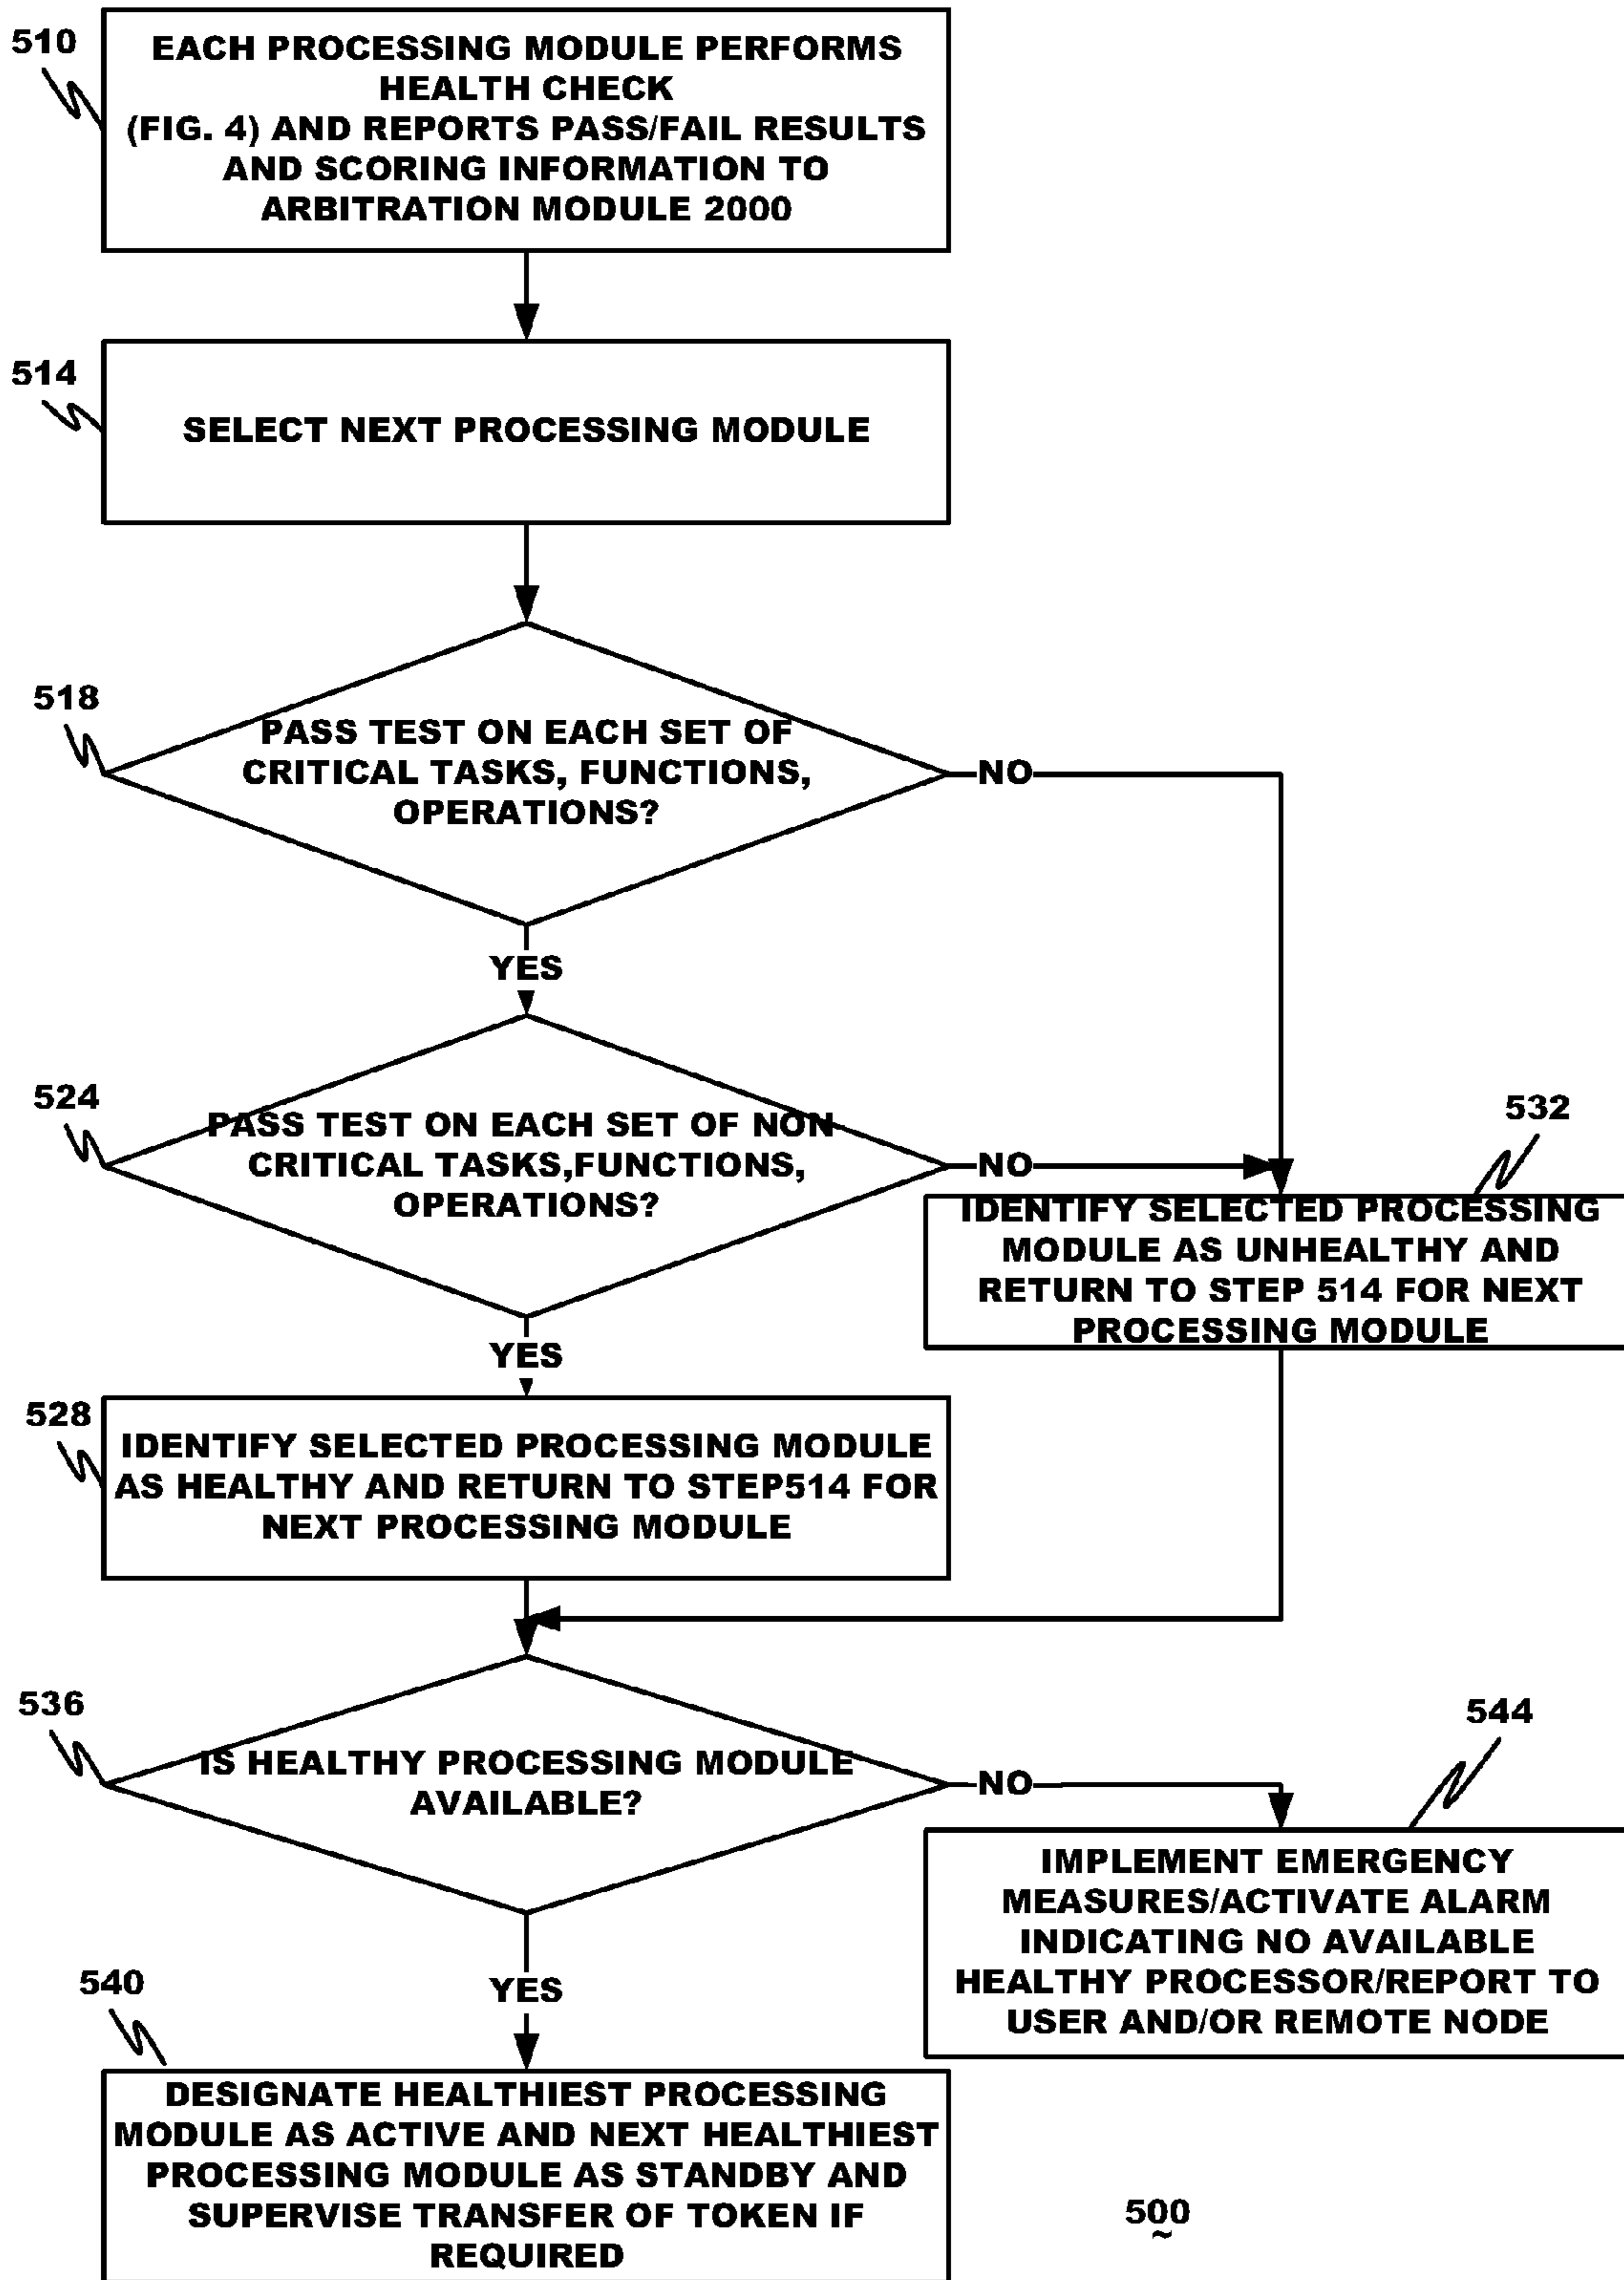 510
EACH PROCESSING MODULE PERFORMS
HEALTH CHECK
(FIG. 4) AND REPORTS PASS/FAIL RESULTS
AND SCORING INFORMATION TO
ARBITRATION MODULE 2000
514
SELECT NEXT PROCESSING MODULE
518
PASS TEST ON EACH SET OF
CRITICAL TASKS, FUNCTIONS,
OPERATIONS?
NO
YES
524
PASS TEST ON EACH SET OF NON
CRITICAL TASKS,FUNCTIONS,
OPERATIONS?
NO
532
IDENTIFY SELECTED PROCESSING
MODULE AS UNHEALTHY AND
RETURN TO STEP 514 FOR NEXT
PROCESSING MODULE
YES
528
IDENTIFY SELECTED PROCESSING MODULE
AS HEALTHY AND RETURN TO STEP514 FOR
NEXT PROCESSING MODULE
536
IS HEALTHY PROCESSING MODULE
AVAILABLE?
NO
544
IMPLEMENT EMERGENCY
MEASURES/ACTIVATE ALARM
INDICATING NO AVAILABLE
HEALTHY PROCESSOR/REPORT TO
USER AND/OR REMOTE NODE
YES
540
DESIGNATE HEALTHIEST PROCESSING
MODULE AS ACTIVE AND NEXT HEALTHIEST
PROCESSING MODULE AS STANDBY AND
SUPERVISE TRANSFER OF TOKEN IF
REQUIRED
500
~